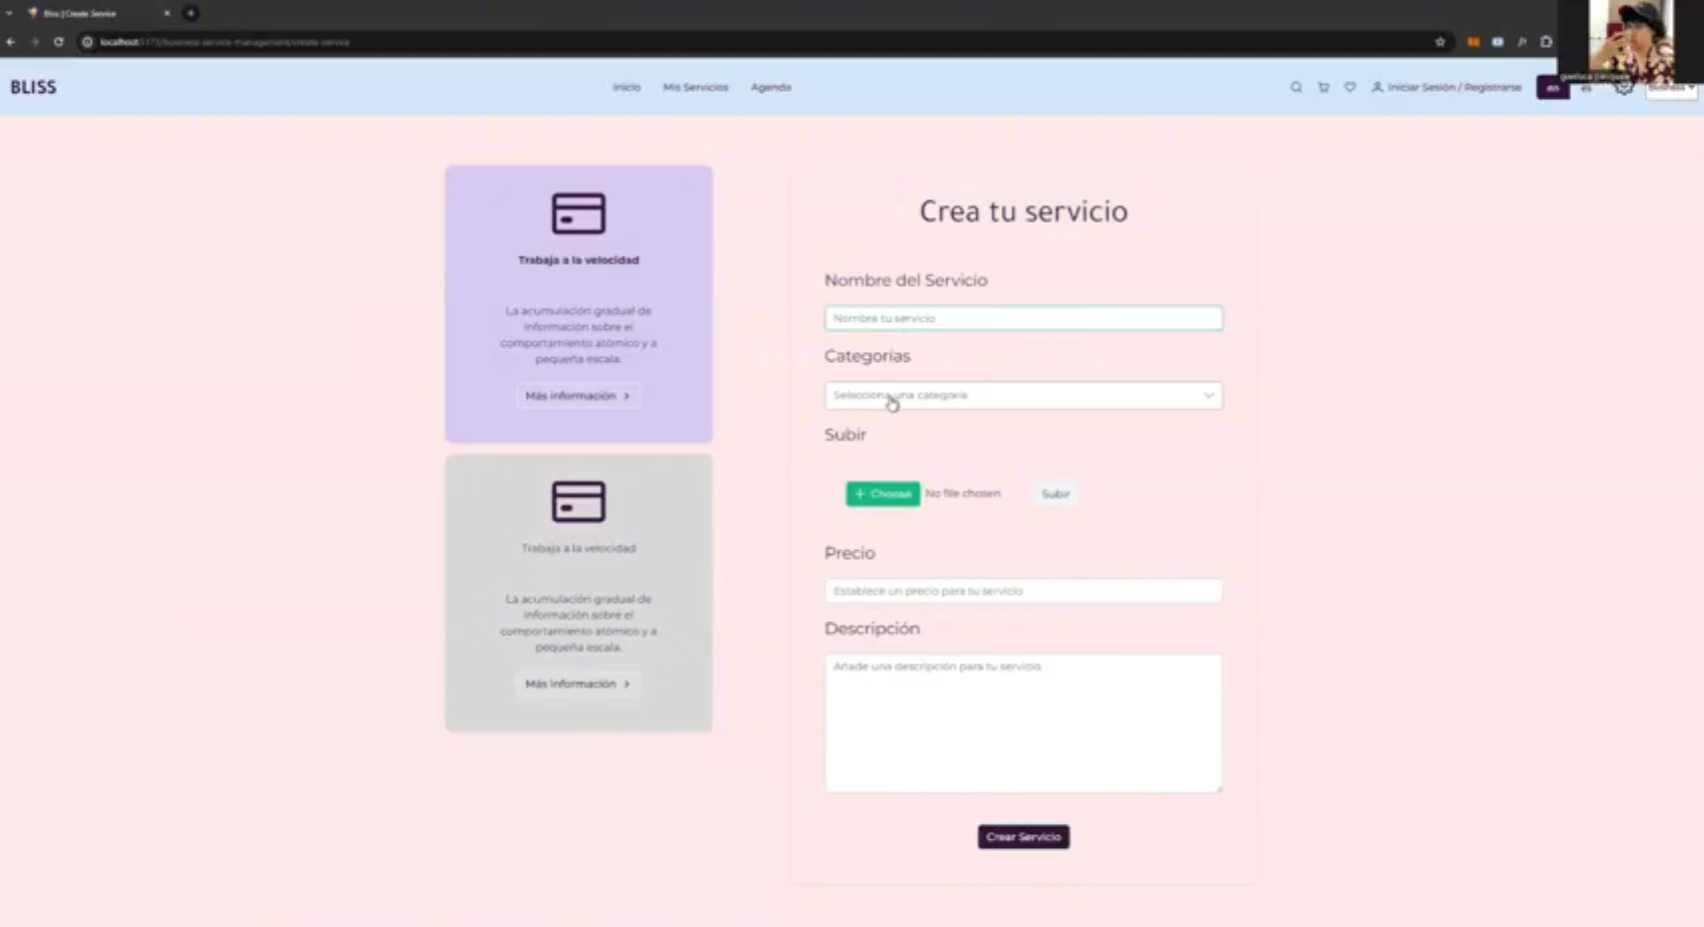 Bliss | Create Service
localhost:5173/business-service-management/create-service
BLISS
Inicio
Mis Servicios
Agenda
Iniciar Sesión / Registrarse
en
es
Trabaja a la velocidad
La acumulación gradual de
información sobre el
comportamiento atómico y a
pequeña escala.
Más información >
Trabaja a la velocidad
La acumulación gradual de
información sobre el
comportamiento atómico y a
pequeña escala.
Más información >
Crea tu servicio
Nombre del Servicio
Nombra tu servicio
Categorías
Selecciona una categoría
Subir
+ Choose
No file chosen
Subir
Precio
Establece un precio para tu servicio
Descripción
Añade una descripción para tu servicio
Crear Servicio